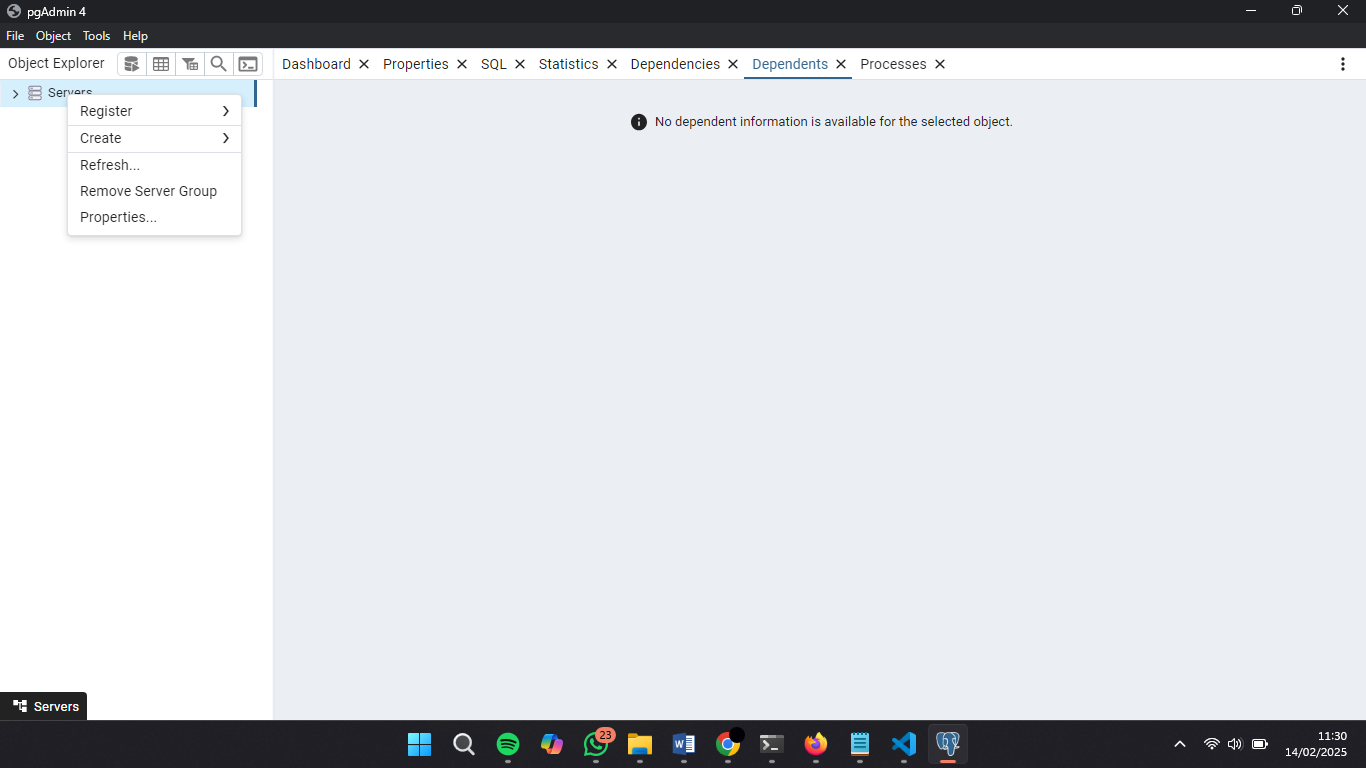 pgAdmin 4
File Object Tools Help
Object Explorer
Dashboard Properties SQL Statistics Dependencies Dependents Processes
Servers
Register
Create
Refresh...
Remove Server Group
Properties...
No dependent information is available for the selected object.
Servers
23
11:30
14/02/2025